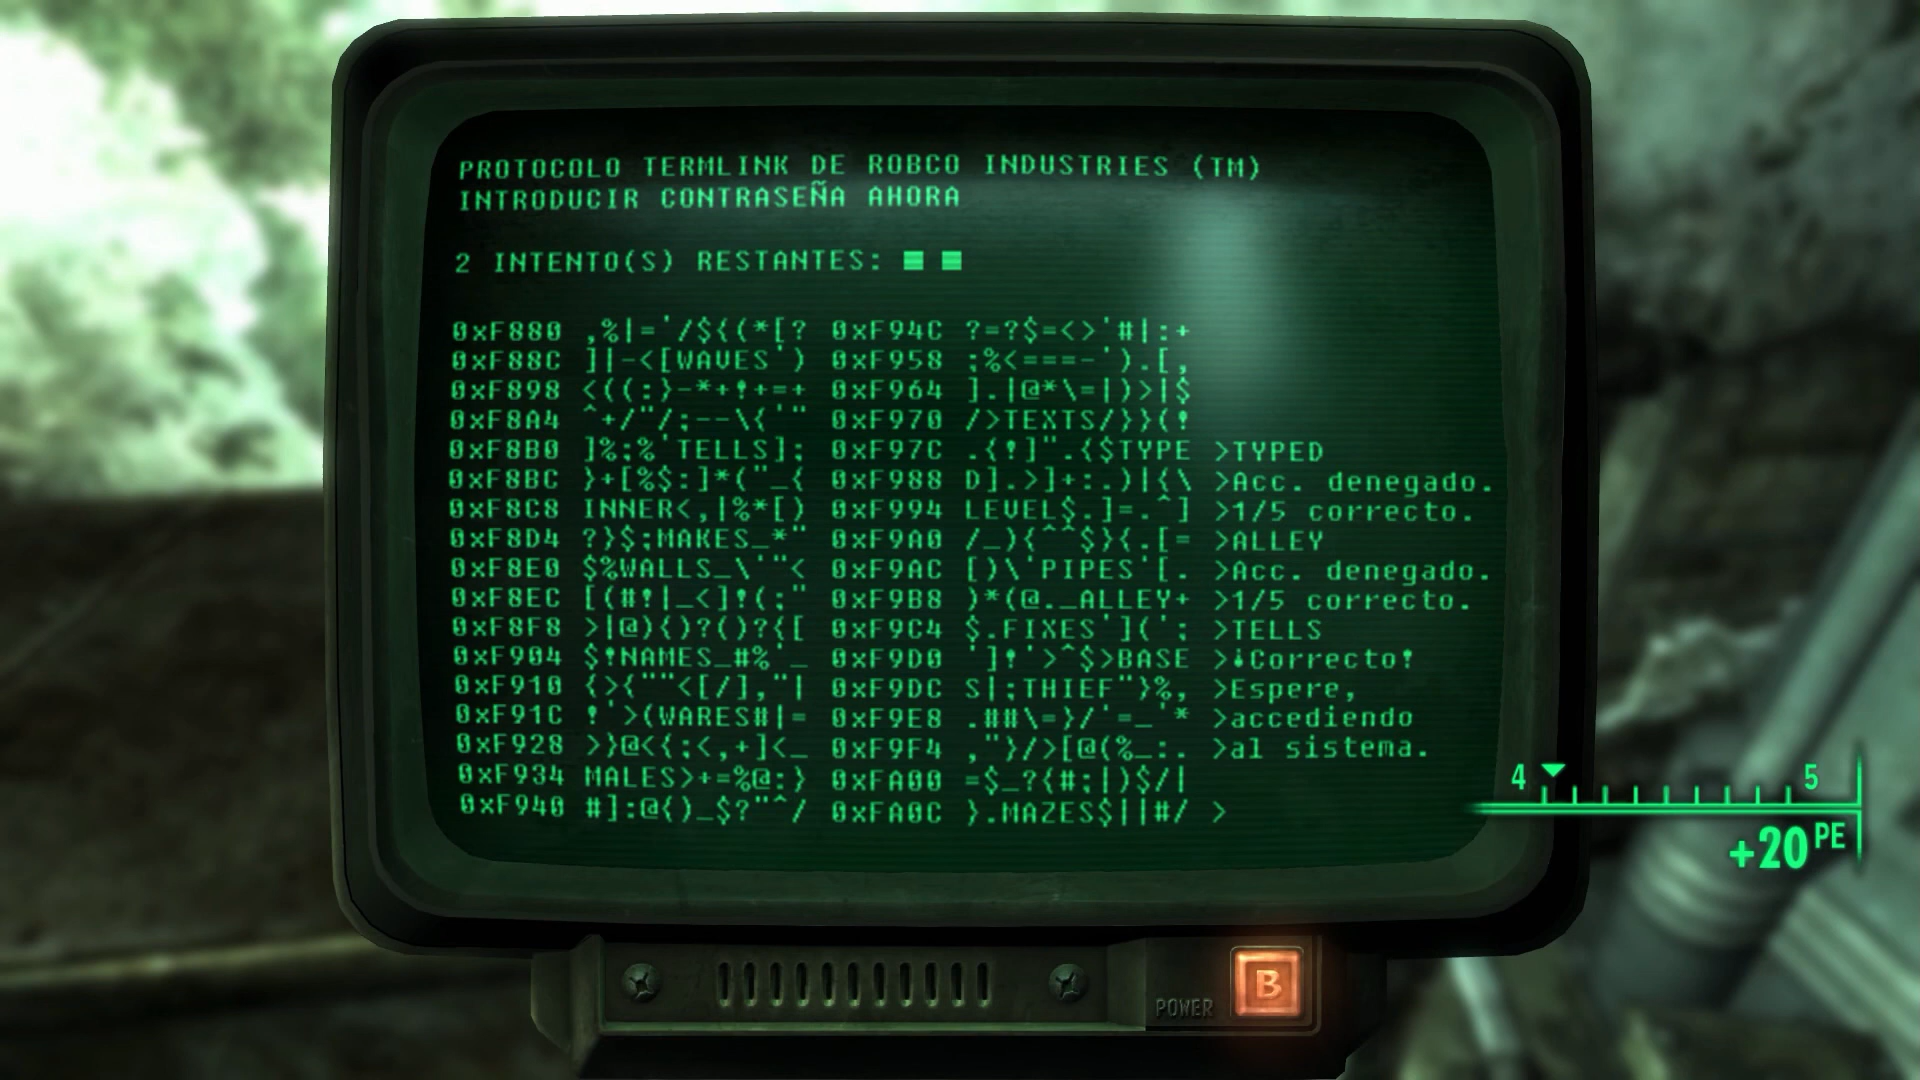 PROTOCOLO TERMLINK DE ROBCO INDUSTRIES (TM)
INTRODUCIR CONTRASEÑA AHORA
2 INTENTO(S) RESTANTES: ■ ■
0xF880 ,%|='/${((*[? 0xF94C ?=?$=<>'#|:+
0xF88C ]|-<[WAVES') 0xF958 ;%<===-').[,
0xF898 <((:}-*+!+=+ 0xF964 ].|@*\=|)>|$
0xF8A4 ^+/"/;--\{'" 0xF970 />TEXTS/}}(!
0xF8B0 ]%;%'TELLS]; 0xF97C .{!]".{$TYPE >TYPED
0xF8BC }+[%$:]*("_{ 0xF988 D].>]+:.)|{\ >Acc. denegado.
0xF8C8 INNER<,|%*[) 0xF994 LEVEL$.]=.^] >1/5 correcto.
0xF8D4 ?}$;MAKES_*" 0xF9A0 /_){^^$}{.[= >ALLEY
0xF8E0 $%WALLS_\'"< 0xF9AC [)\'PIPES'[. >Acc. denegado.
0xF8EC [(#!|_<]!(;" 0xF9B8 )*(@._ALLEY+ >1/5 correcto.
0xF8F8 >|@){}?()?{[ 0xF9C4 $.FIXES'](';  >TELLS
0xF904 $!NAMES_#%'_ 0xF9D0 ']!'>^$>BASE >¡Correcto!
0xF910 {>{""<[/],"| 0xF9DC S|;THIEF"}%, >Espere,
0xF91C !'>(WARES#|= 0xF9E8 .##\=}/'=_'* >accediendo
0xF928 >}@<{;<,+]<_ 0xF9F4 ,"}/>[@(%_:. >al sistema.
0xF934 MALES>+=%@:} 0xFA00 =$_?{#;|)$/|
0xF940 #]:@{)_$?"^/ 0xFA0C }.MAZES$||#/ >
4 5
+20 PE
POWER
B